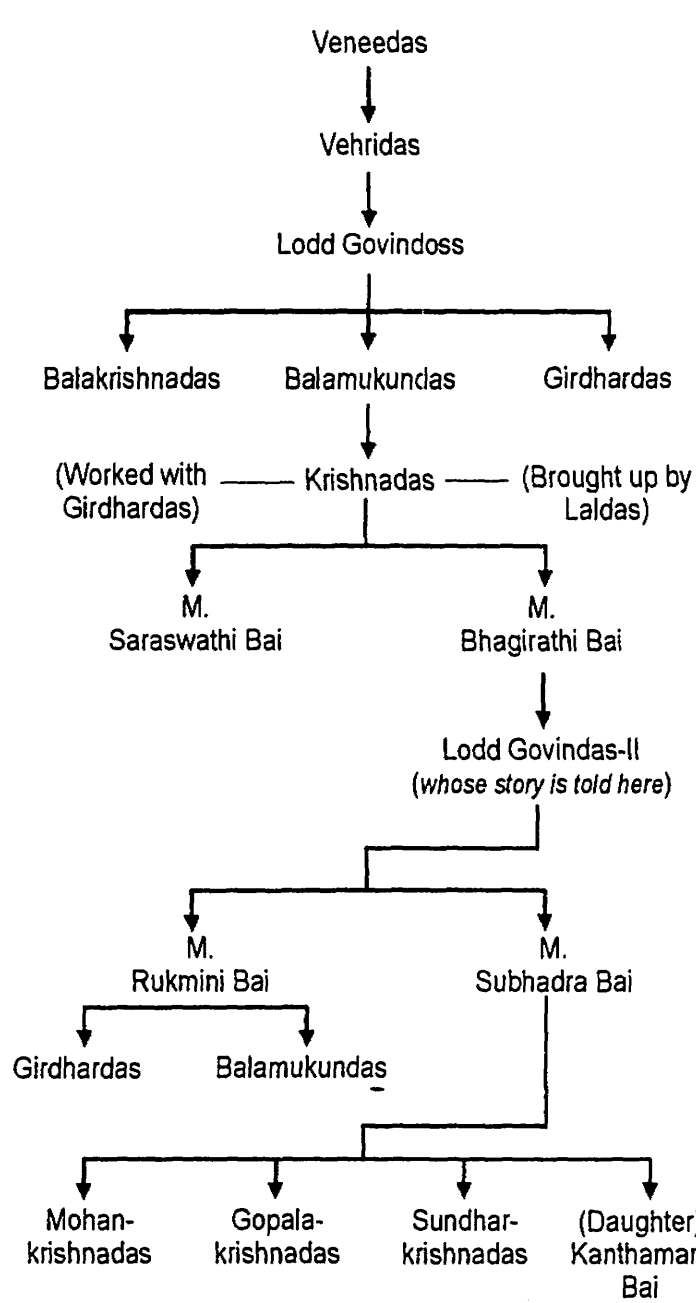 Veneedas
Vehridas
Lodd Govindoss
Balakrishnadas Balamukundas Girdhardas
(Worked with
Girdhardas)
Krishnadas
(Brought up by
Laldas)
M.
Saraswathi Bai
M.
Bhagirathi Bai
Lodd Govindas-II
(whose story is told here)
M.
Rukmini Bai
M.
Subhadra Bai
Girdhardas Balamukundas
Mohan-
krishnadas
Gopala-
krishnadas
Sundhar-
krishnadas
(Daughter)
Bai